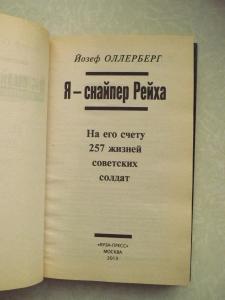 Йозеф ОЛЛЕРБЕРГ
Я – снайпер Рейха
На его счету
257 жизней
советских
солдат
«ЯУЗА-ПРЕСС»
МОСКВА